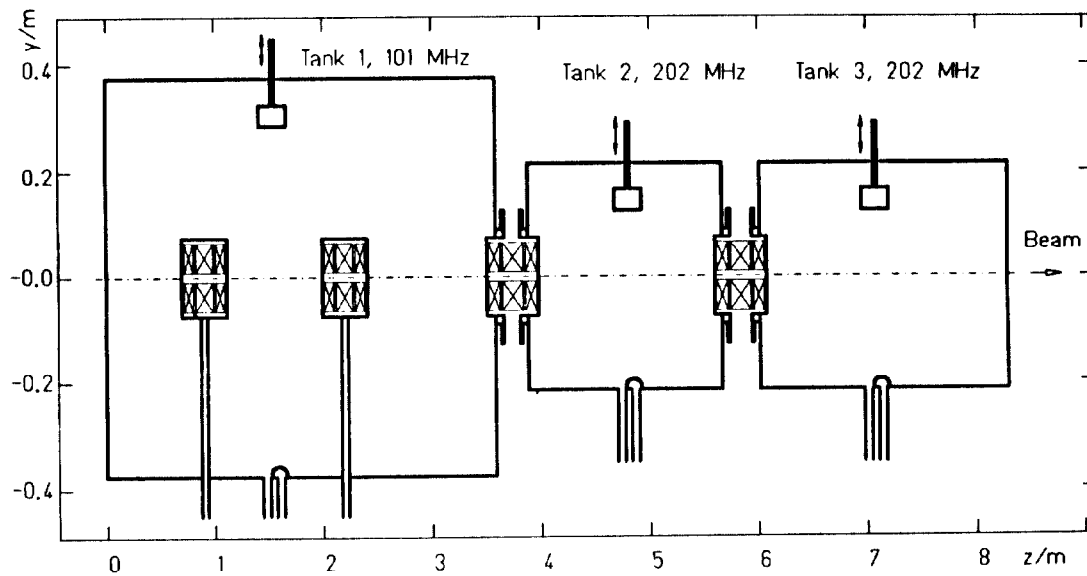 y/m
0.4
0.2
-0.0
-0.2
-0.4
Tank 1, 101 MHz
Tank 2, 202 MHz
Tank 3, 202 MHz
Beam
0 1 2 3 4 5 6 7 8 z/m